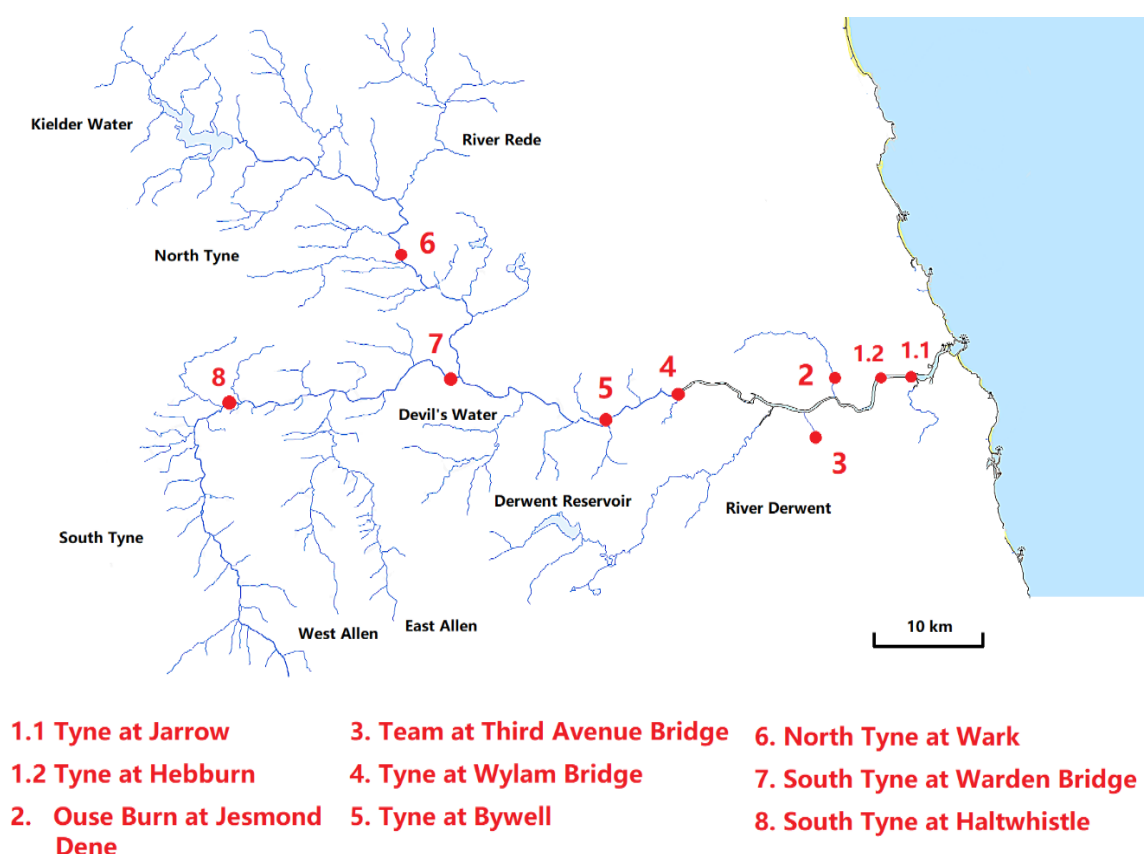 Kielder Water
River Rede
North Tyne
6
7
8
1.2
1.1
2
4
5
Devil's Water
3
Derwent Reservoir
River Derwent
South Tyne
West Allen
East Allen
10 km
1.1 Tyne at Jarrow
1.2 Tyne at Hebburn
2. Ouse Burn at Jesmond
Dene
3. Team at Third Avenue Bridge
4. Tyne at Wylam Bridge
5. Tyne at Bywell
6. North Tyne at Wark
7. South Tyne at Warden Bridge
8. South Tyne at Haltwhistle